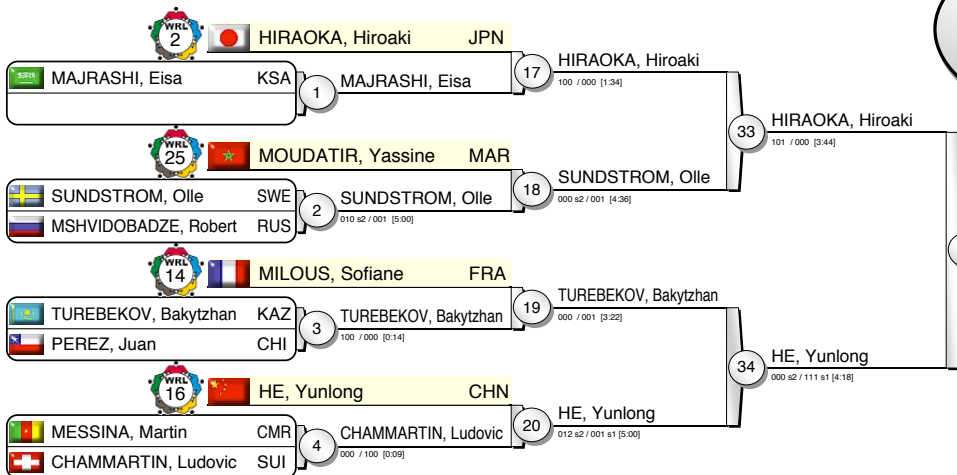 WRL 2 HIRAOKA, Hiroaki JPN
MAJRASHI, Eisa KSA
1 MAJRASHI, Eisa
17 HIRAOKA, Hiroaki
100 / 000 [1:34]
33 HIRAOKA, Hiroaki
101 / 000 [3:44]
WRL 25 MOUDATIR, Yassine MAR
SUNDSTROM, Olle SWE
MSHVIDOBADZE, Robert RUS
2 SUNDSTROM, Olle
010 s2 / 001 [5:00]
18 SUNDSTROM, Olle
000 s2 / 001 [4:36]
WRL 14 MILOUS, Sofiane FRA
TUREBEKOV, Bakytzhan KAZ
PEREZ, Juan CHI
3 TUREBEKOV, Bakytzhan
100 / 000 [0:14]
19 TUREBEKOV, Bakytzhan
000 / 001 [3:22]
34 HE, Yunlong
000 s2 / 111 s1 [4:18]
WRL 16 HE, Yunlong CHN
MESSINA, Martin CMR
CHAMMARTIN, Ludovic SUI
4 CHAMMARTIN, Ludovic
000 / 100 [0:09]
20 HE, Yunlong
012 s2 / 001 s1 [5:00]